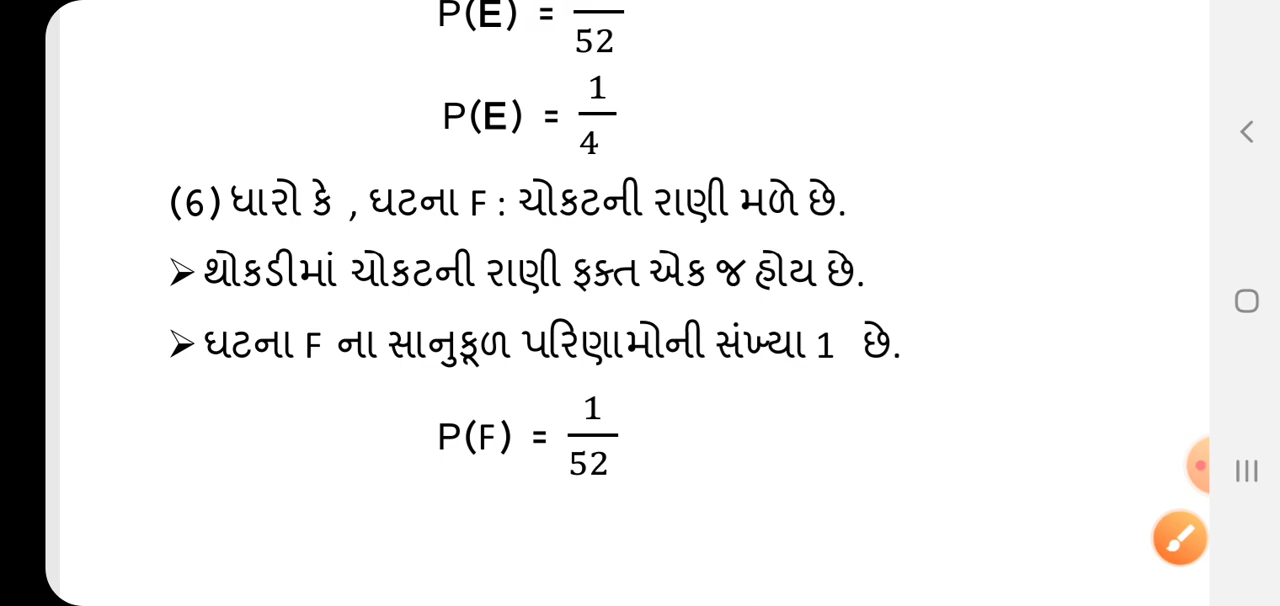 P(E) = ―
52
P(E) = 1/4
(6) ધારો કે , ઘટના F : ચોકટની રાણી મળે છે.
➤ થોકડીમાં ચોકટની રાણી ફક્ત એક જ હોય છે.
➤ ઘટના F ના સાનુકૂળ પરિણામોની સંખ્યા 1 છે.
P(F) = 1/52